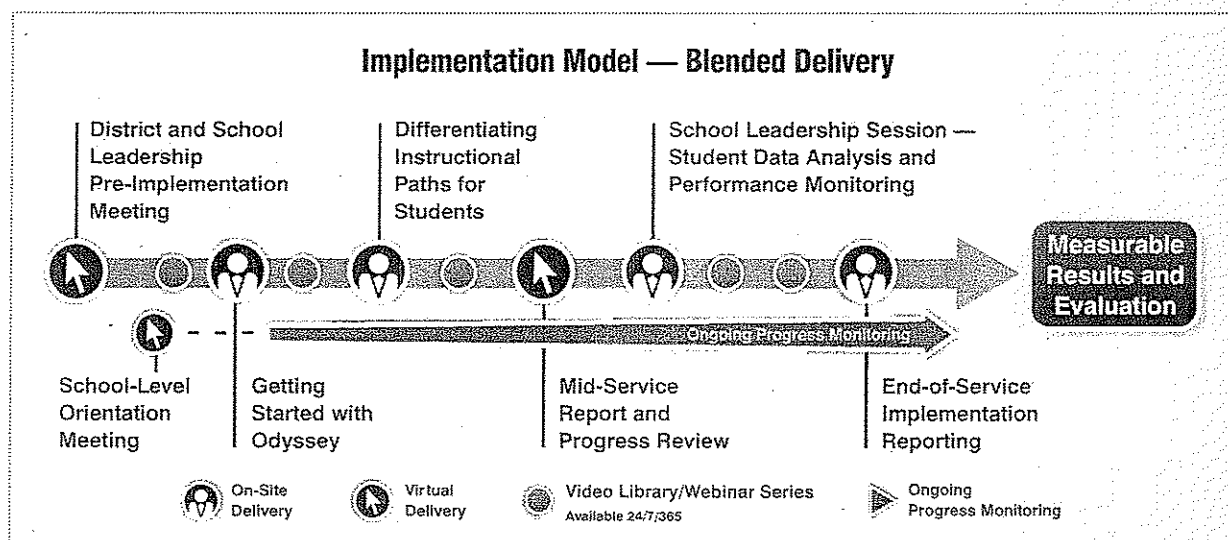 Implementation Model — Blended Delivery
District and School
Leadership
Pre-Implementation
Meeting
Differentiating
Instructional
Paths for
Students
School Leadership Session —
Student Data Analysis and
Performance Monitoring
Measurable
Results and
Evaluation
Ongoing Progress Monitoring
School-Level
Orientation
Meeting
Getting
Started with
Odyssey
Mid-Service
Report and
Progress Review
End-of-Service
Implementation
Reporting
On-Site
Delivery
Virtual
Delivery
Video Library/Webinar Series
Available 24/7/365
Ongoing
Progress Monitoring